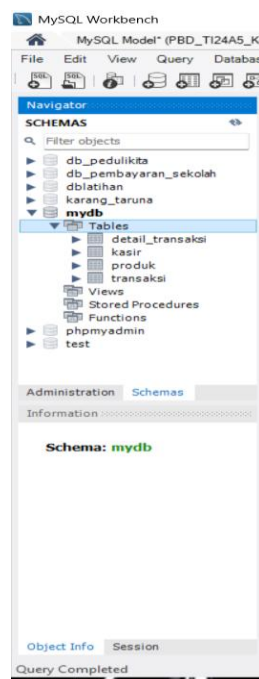 MySQL Workbench
MySQL Model* (PBD_TI24A5_K
File Edit View Query Databas
Navigator
SCHEMAS
Filter objects
db_pedulikita
db_pembayaran_sekolah
dblatihan
karang_taruna
mydb
Tables
detail_transaksi
kasir
produk
transaksi
Views
Stored Procedures
Functions
phpmyadmin
test
Administration Schemas
Information
Schema: mydb
Object Info Session
Query Completed